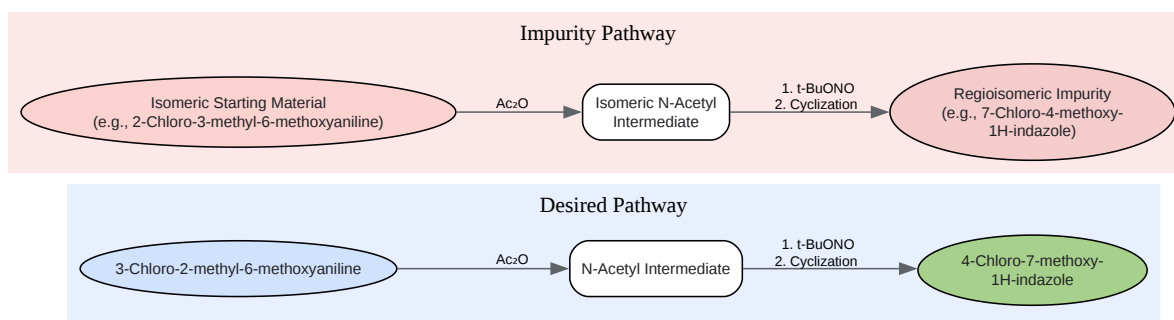 Impurity Pathway
Isomeric Starting Material
(e.g., 2-Chloro-3-methyl-6-methoxyaniline)
Ac₂O
Isomeric N-Acetyl
Intermediate
1. t-BuONO
2. Cyclization
Regioisomeric Impurity
(e.g., 7-Chloro-4-methoxy-
1H-indazole)
Desired Pathway
3-Chloro-2-methyl-6-methoxyaniline
Ac₂O
N-Acetyl Intermediate
1. t-BuONO
2. Cyclization
4-Chloro-7-methoxy-
1H-indazole